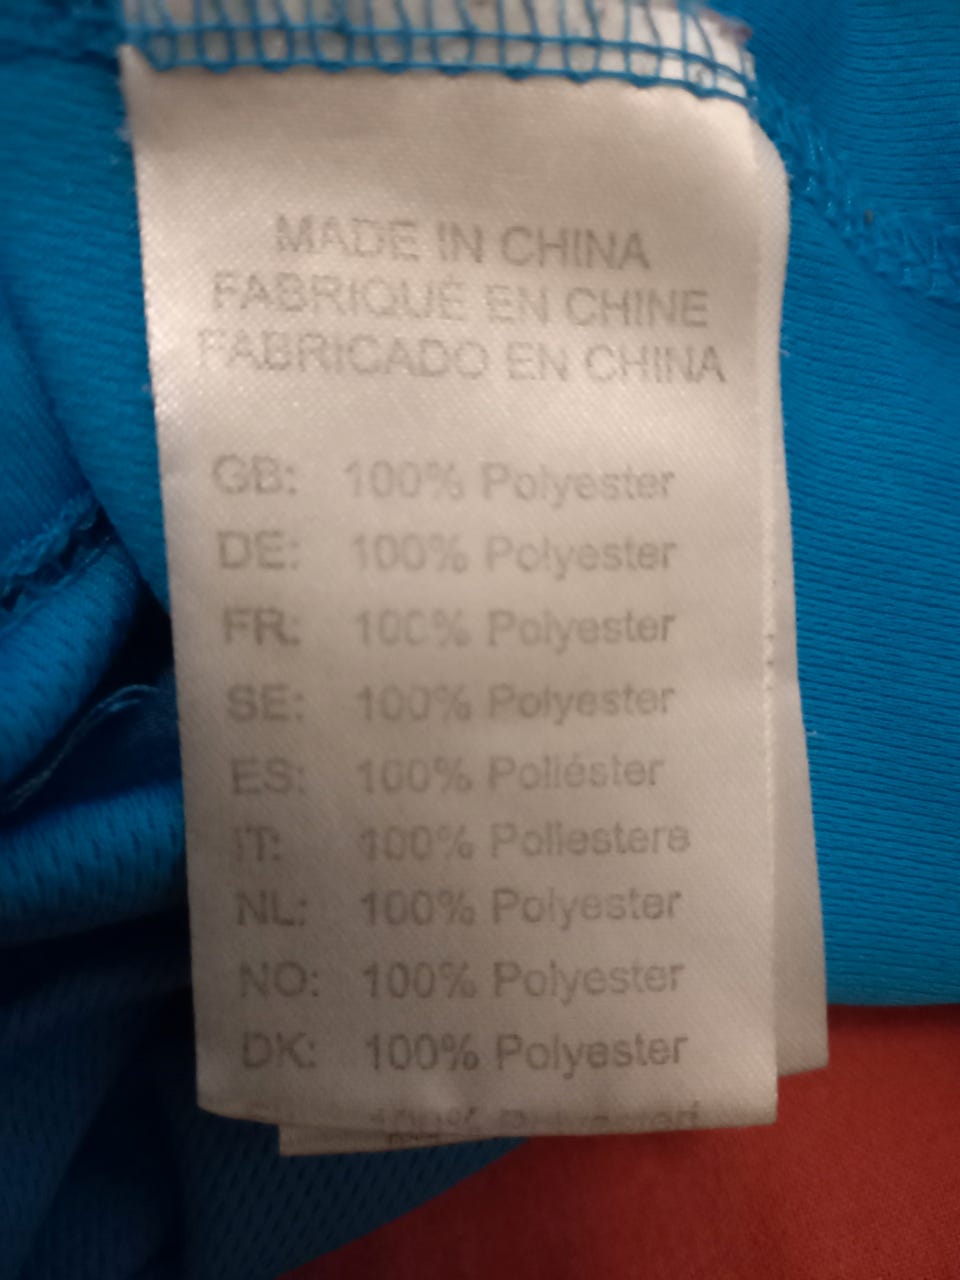 MADE IN CHINA
FABRIQUÉ EN CHINE
FABRICADO EN CHINA
GB: 100% Polyester
DE: 100% Polyester
FR: 100% Polyester
SE: 100% Polyester
ES: 100% Poliéster
IT: 100% Poliestere
NL: 100% Polyester
NO: 100% Polyester
DK: 100% Polyester
100%